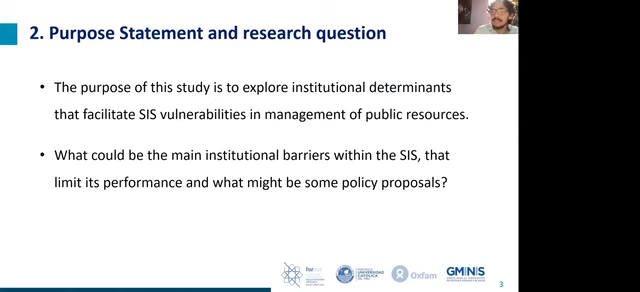 2. Purpose Statement and research question
• The purpose of this study is to explore institutional determinants
that facilitate SIS vulnerabilities in management of public resources.
• What could be the main institutional barriers within the SIS, that
limit its performance and what might be some policy proposals?
UNIVERSIDAD
CATÓLICA
Oxfam
GMNS
3